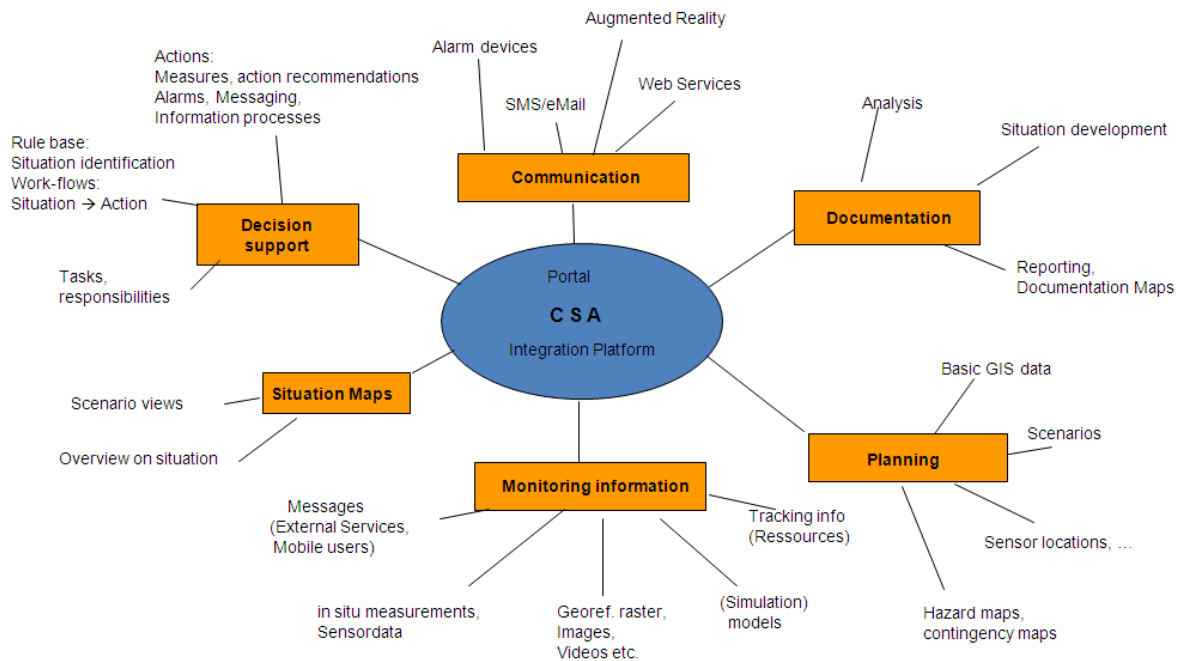 Augmented Reality
Alarm devices
Actions:
Measures, action recommendations
Alarms, Messaging,
Information processes
Web Services
SMS/eMail
Analysis
Situation development
Rule base:
Situation identification
Work-flows:
Situation → Action
Communication
Decision
support
Documentation
Tasks,
responsibilities
Portal
C S A
Integration Platform
Reporting,
Documentation Maps
Situation Maps
Scenario views
Overview on situation
Basic GIS data
Scenarios
Planning
Monitoring information
Messages
(External Services,
Mobile users)
Tracking info
(Ressources)
Sensor locations, …
in situ measurements,
Sensordata
Georef. raster,
Images,
Videos etc.
(Simulation)
models
Hazard maps,
contingency maps